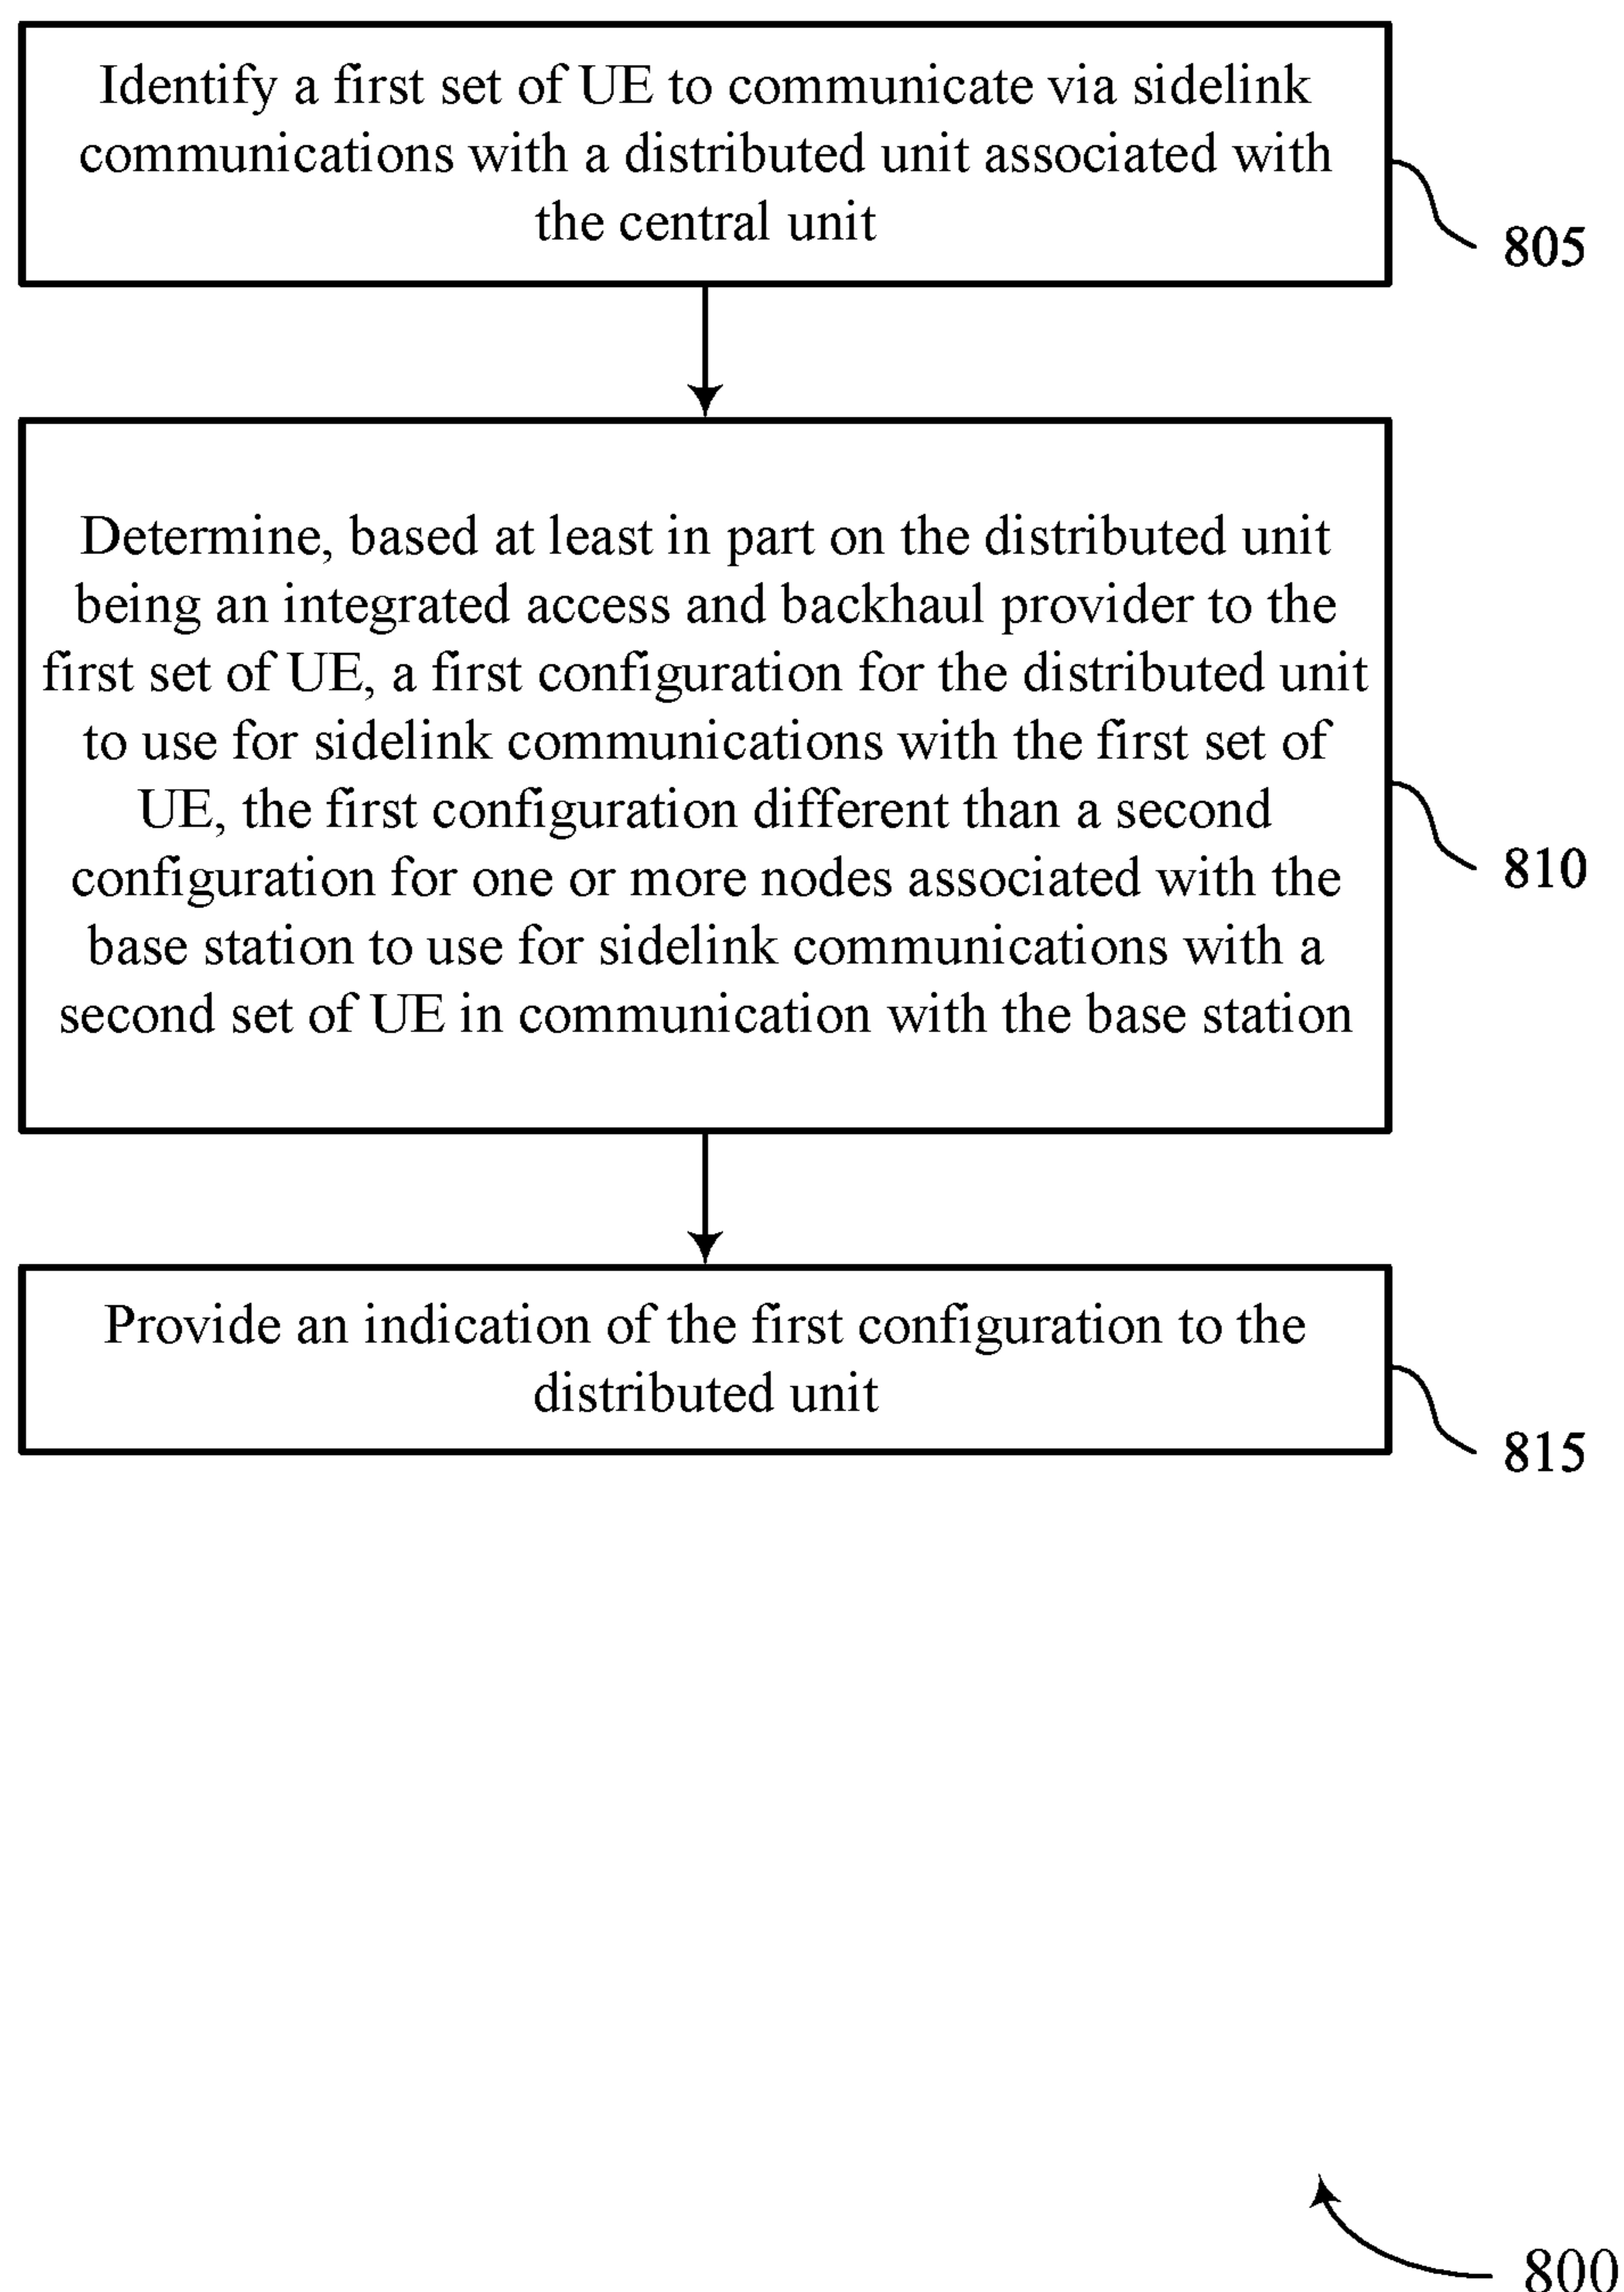 Identify a first set of UE to communicate via sidelink
communications with a distributed unit associated with
the central unit
805
Determine, based at least in part on the distributed unit
being an integrated access and backhaul provider to the
first set of UE, a first configuration for the distributed unit
to use for sidelink communications with the first set of
UE, the first configuration different than a second
configuration for one or more nodes associated with the
base station to use for sidelink communications with a
second set of UE in communication with the base station
810
Provide an indication of the first configuration to the
distributed unit
815
800